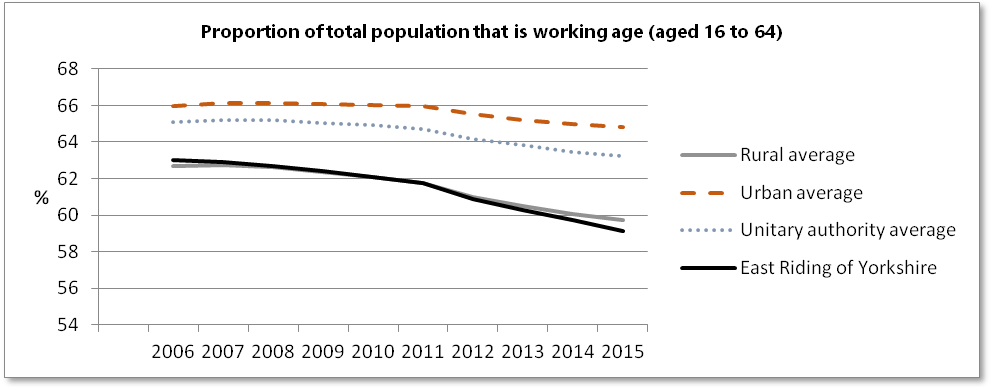 Proportion of total population that is working age (aged 16 to 64)
68
66
64
62
60
58
56
54
%
2006 2007 2008 2009 2010 2011 2012 2013 2014 2015
Rural average
Urban average
Unitary authority average
East Riding of Yorkshire